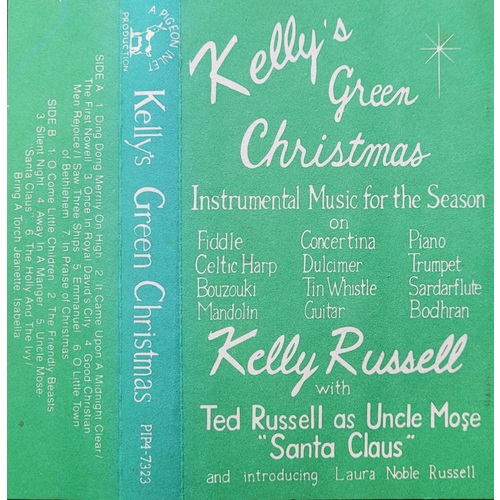 Kelly's
Green
Christmas
Instrumental Music for the Season
on
Fiddle Concertina Piano
Celtic Harp Dulcimer Trumpet
Bouzouki Tin Whistle Sardarflute
Mandolin Guitar Bodhran
Kelly Russell
with
Ted Russell as Uncle Mose
"Santa Claus"
and introducing Laura Noble Russell
A PIGEON INLET
PRODUCTION
Kelly's Green Christmas PIP4-7323
SIDE A 1. Ding Dong Merrily On High 2. It Came Upon A Midnight Clear/
The First Nowell 3. Once In Royal David's City 4. Good Christian
Men Rejoice/I Saw Three Ships 5. Emmanuel 6. O Little Town
of Bethlehem 7. In Praise of Christmas
SIDE B 1. O Come Little Children 2. The Friendly Beasts
3. Silent Night 4. Away In A Manger 5. Uncle Mose-
"Santa Claus" 6. The Holly And The Ivy
Bring A Torch Jeanette Isabella